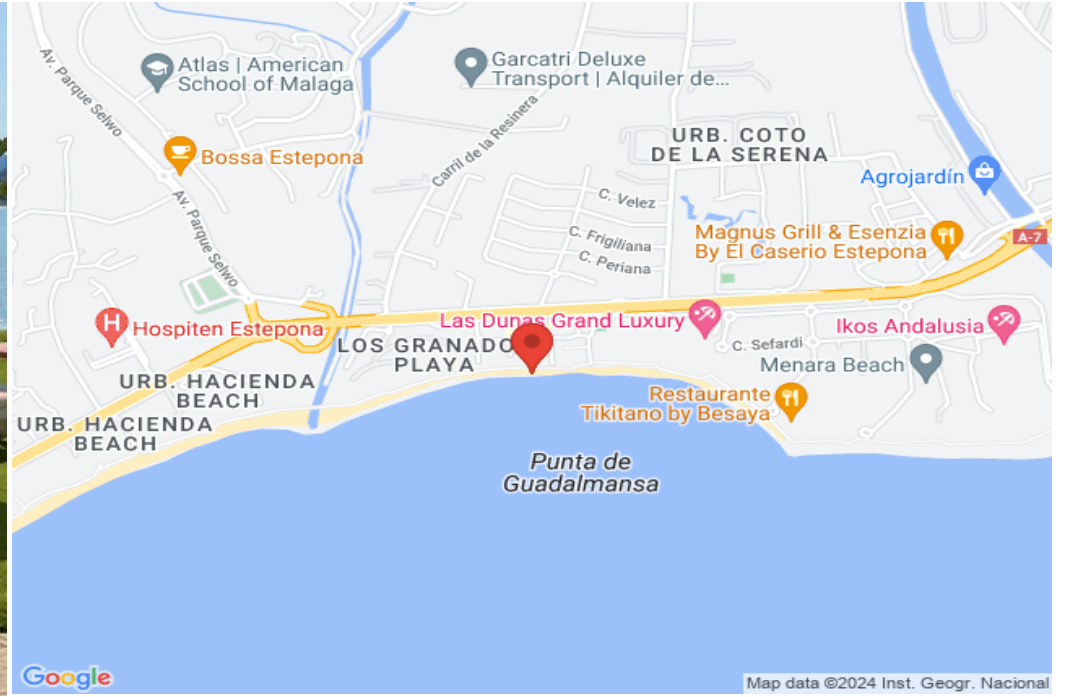 Atlas | American
School of Malaga
Garcatri Deluxe
Transport | Alquiler de...
Av. Parque Selwo
Carril de la Resinera
URB. COTO
DE LA SERENA
Bossa Estepona
Agrojardín
C. Velez
Av. Parque Selwo
C. Frigiliana
Magnus Grill & Esenzia
By El Caserio Estepona
A-7
C. Periana
Hospiten Estepona
Las Dunas Grand Luxury
Ikos Andalusia
LOS GRANADO
PLAYA
C. Sefardi
Menara Beach
URB. HACIENDA
BEACH
Restaurante
Tikitano by Besaya
URB. HACIENDA
BEACH
Punta de
Guadalmansa
Google
Map data ©2024 Inst. Geogr. Nacional